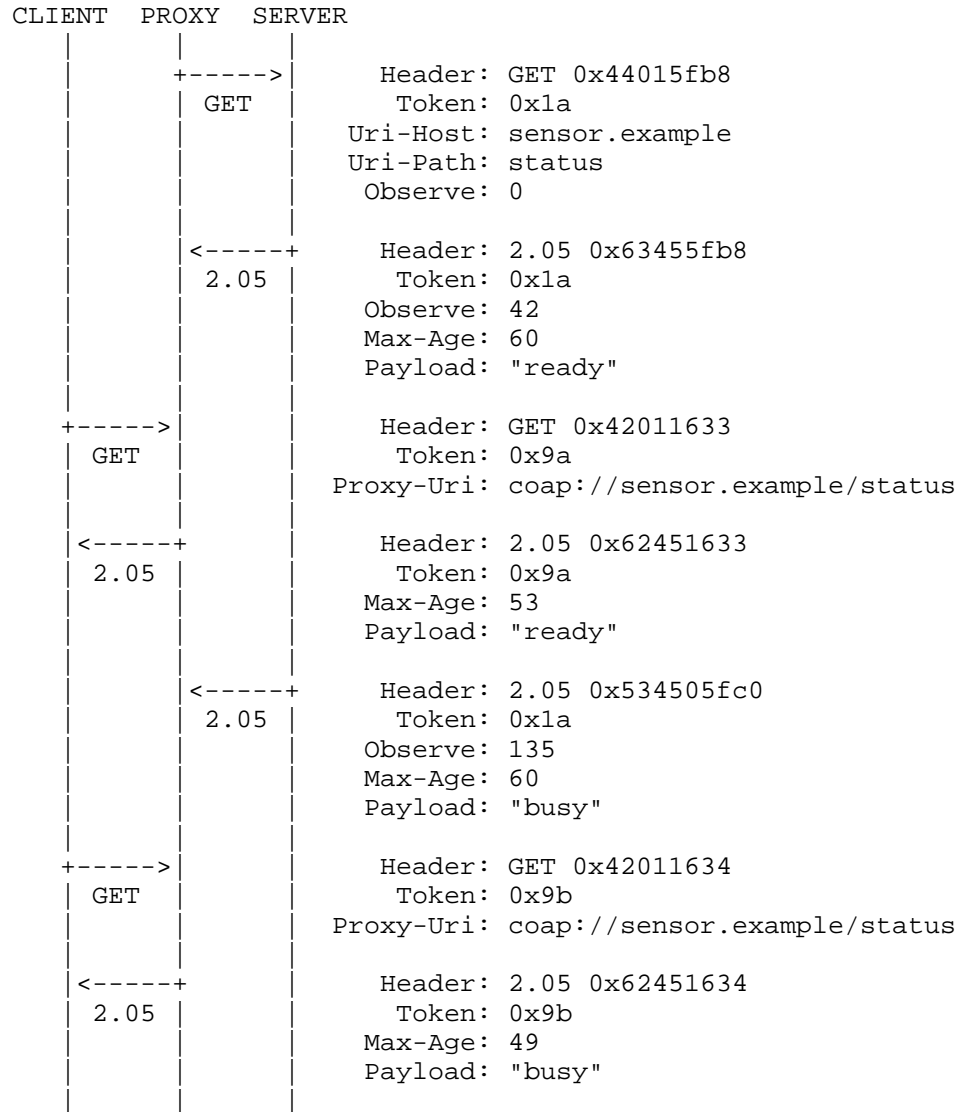 CLIENT PROXY SERVER
Header: GET 0x44015fb8
GET Token: 0x1a
Uri-Host: sensor.example
Uri-Path: status
Observe: 0
Header: 2.05 0x63455fb8
2.05 Token: 0x1a
Observe: 42
Max-Age: 60
Payload: "ready"
Header: GET 0x42011633
GET Token: 0x9a
Proxy-Uri: coap://sensor.example/status
Header: 2.05 0x62451633
2.05 Token: 0x9a
Max-Age: 53
Payload: "ready"
Header: 2.05 0x534505fc0
2.05 Token: 0x1a
Observe: 135
Max-Age: 60
Payload: "busy"
Header: GET 0x42011634
GET Token: 0x9b
Proxy-Uri: coap://sensor.example/status
Header: 2.05 0x62451634
2.05 Token: 0x9b
Max-Age: 49
Payload: "busy"